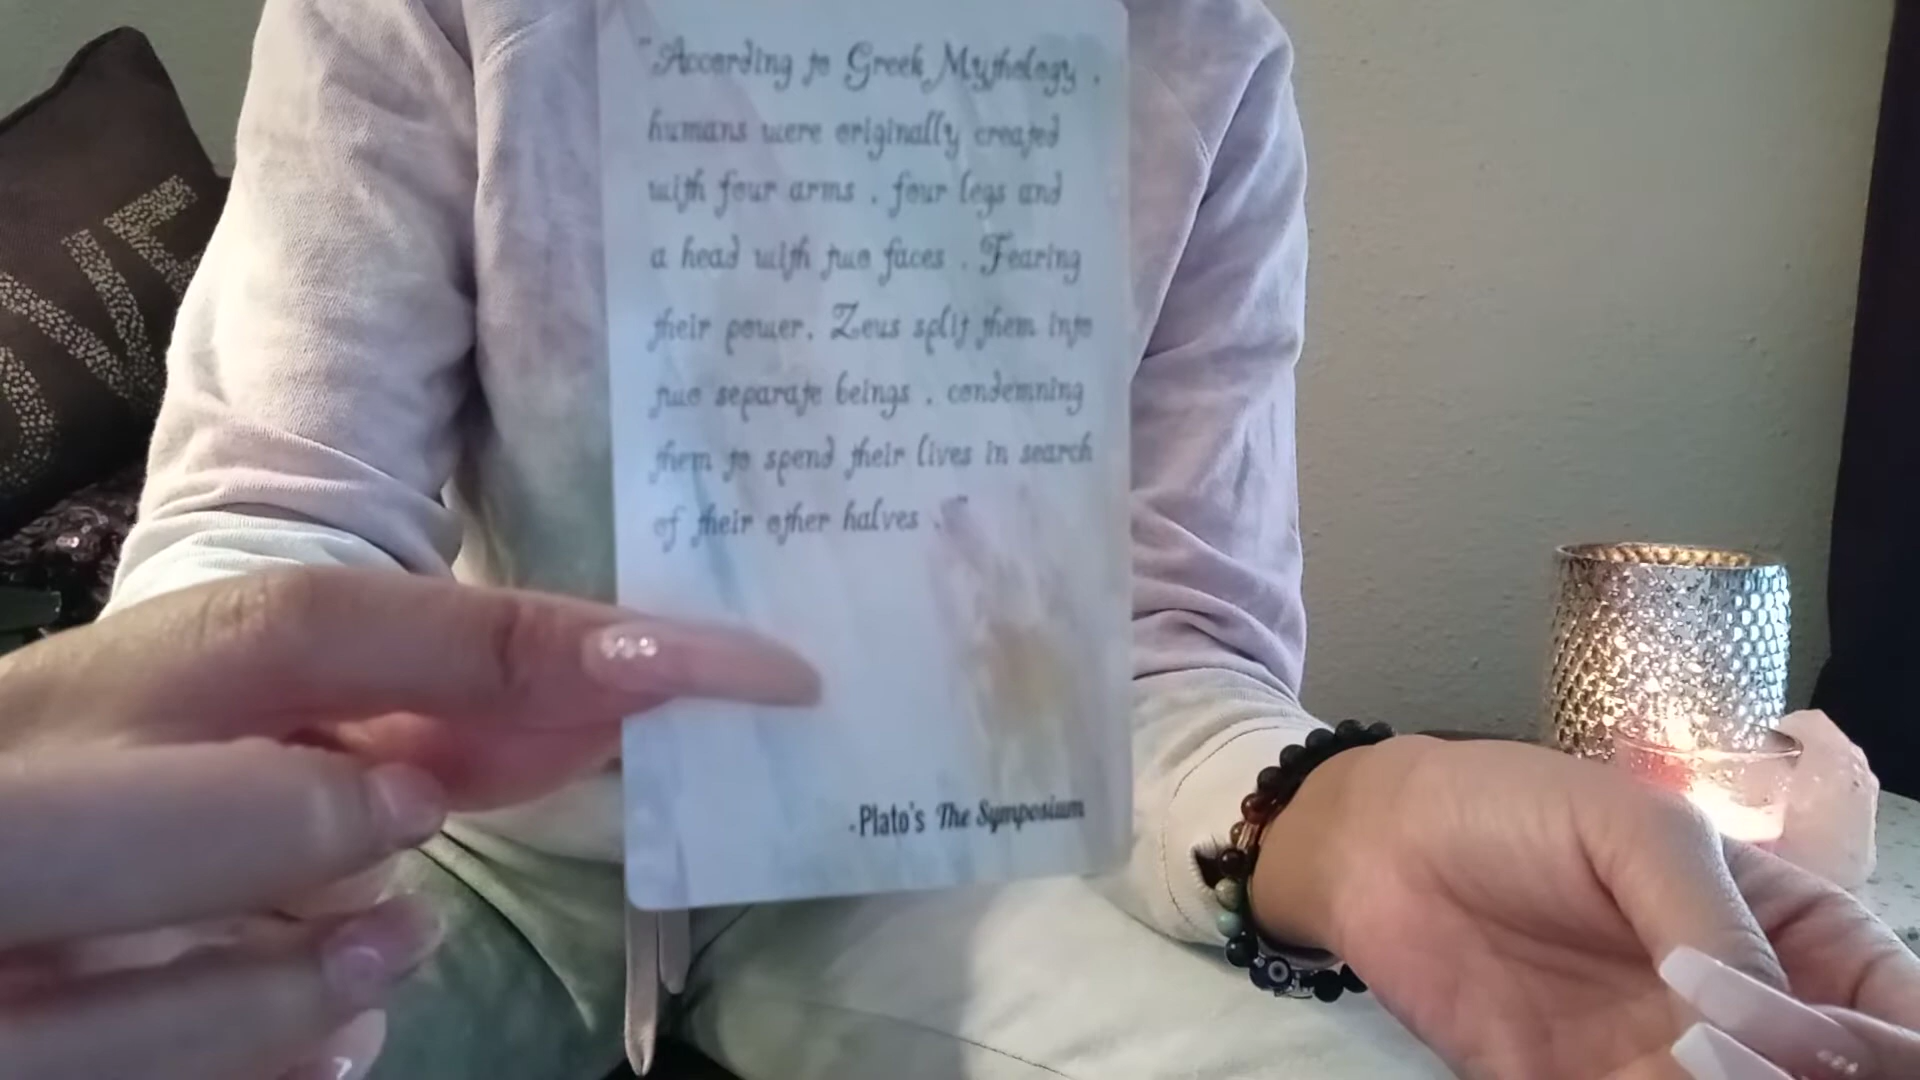 "According to Greek Mythology,
humans were originally created
with four arms, four legs and
a head with two faces. Fearing
their power, Zeus split them into
two separate beings, condemning
them to spend their lives in search
of their other halves."
-Plato's The Symposium